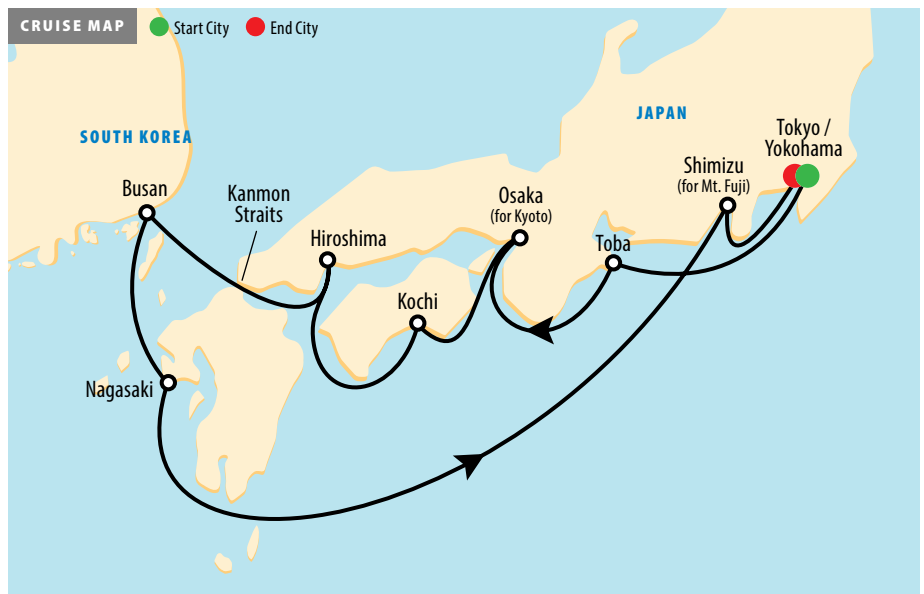 CRUISE MAP
Start City
End City
SOUTH KOREA
JAPAN
Tokyo /
Yokohama
Shimizu
(for Mt. Fuji)
Busan
Kanmon
Straits
Osaka
(for Kyoto)
Hiroshima
Toba
Kochi
Nagasaki